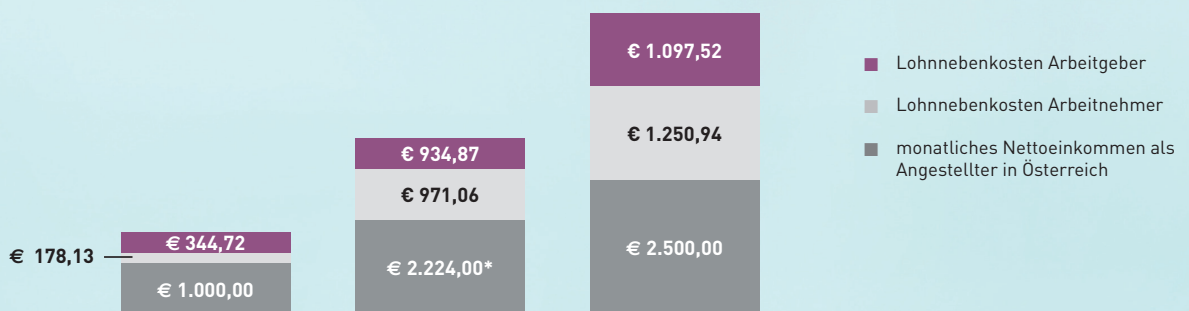 € 344,72
€ 178,13
€ 1.000,00
€ 934,87
€ 971,06
€ 2.224,00*
€ 1.097,52
€ 1.250,94
€ 2.500,00
Lohnnebenkosten Arbeitgeber
Lohnnebenkosten Arbeitnehmer
monatliches Nettoeinkommen als
Angestellter in Österreich